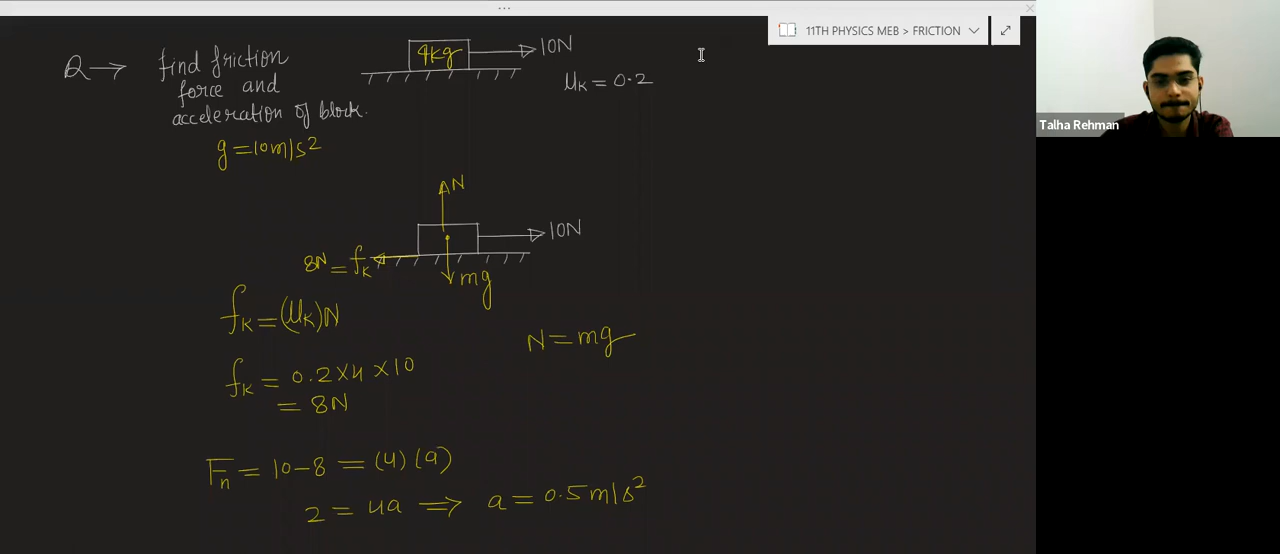 11TH PHYSICS MEB > FRICTION
Talha Rehman
Q → find friction
force and
acceleration of block.
g = 10m/s²
4kg
10N
μk = 0.2
N
10N
8N = fk
mg
fk = (μk)N
N = mg
fk = 0.2 × 4 × 10
= 8N
Fn = 10 - 8 = (4)(a)
2 = 4a ⟹ a = 0.5m/s²